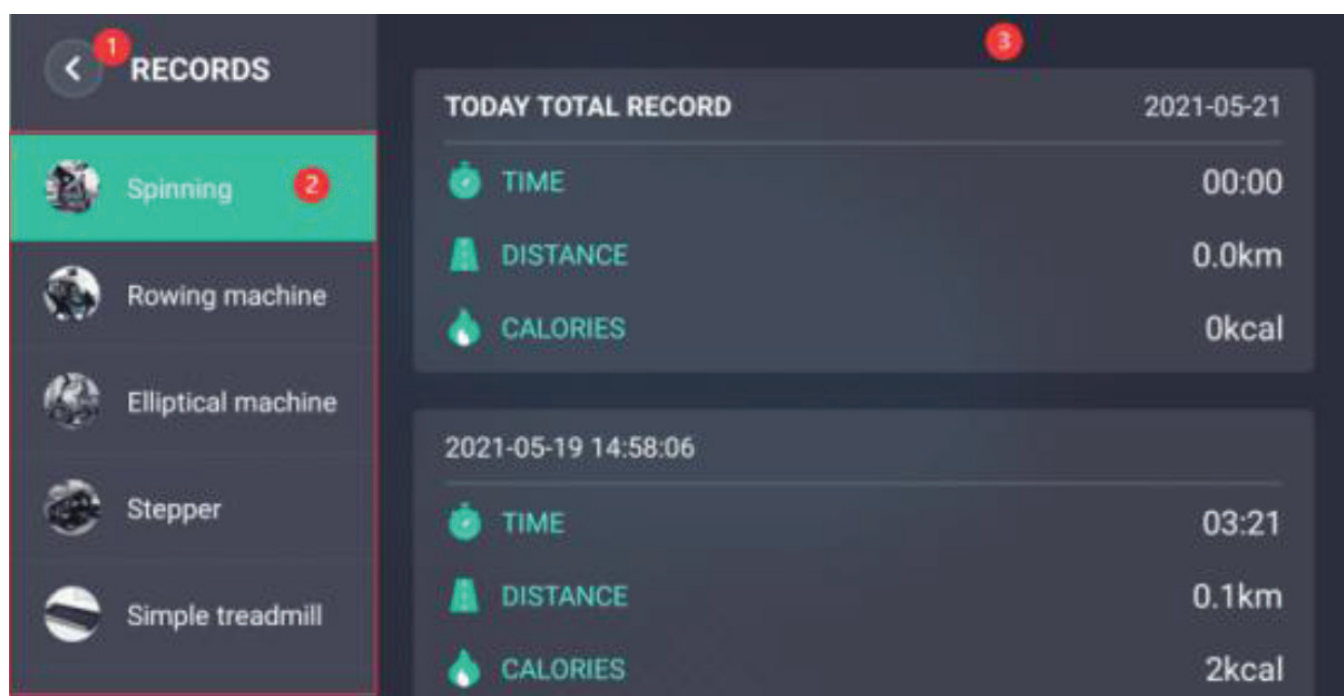 1
RECORDS
2
Spinning
Rowing machine
Elliptical machine
Stepper
Simple treadmill
3
TODAY TOTAL RECORD 2021-05-21
TIME 00:00
DISTANCE 0.0km
CALORIES 0kcal
2021-05-19 14:58:06
TIME 03:21
DISTANCE 0.1km
CALORIES 2kcal